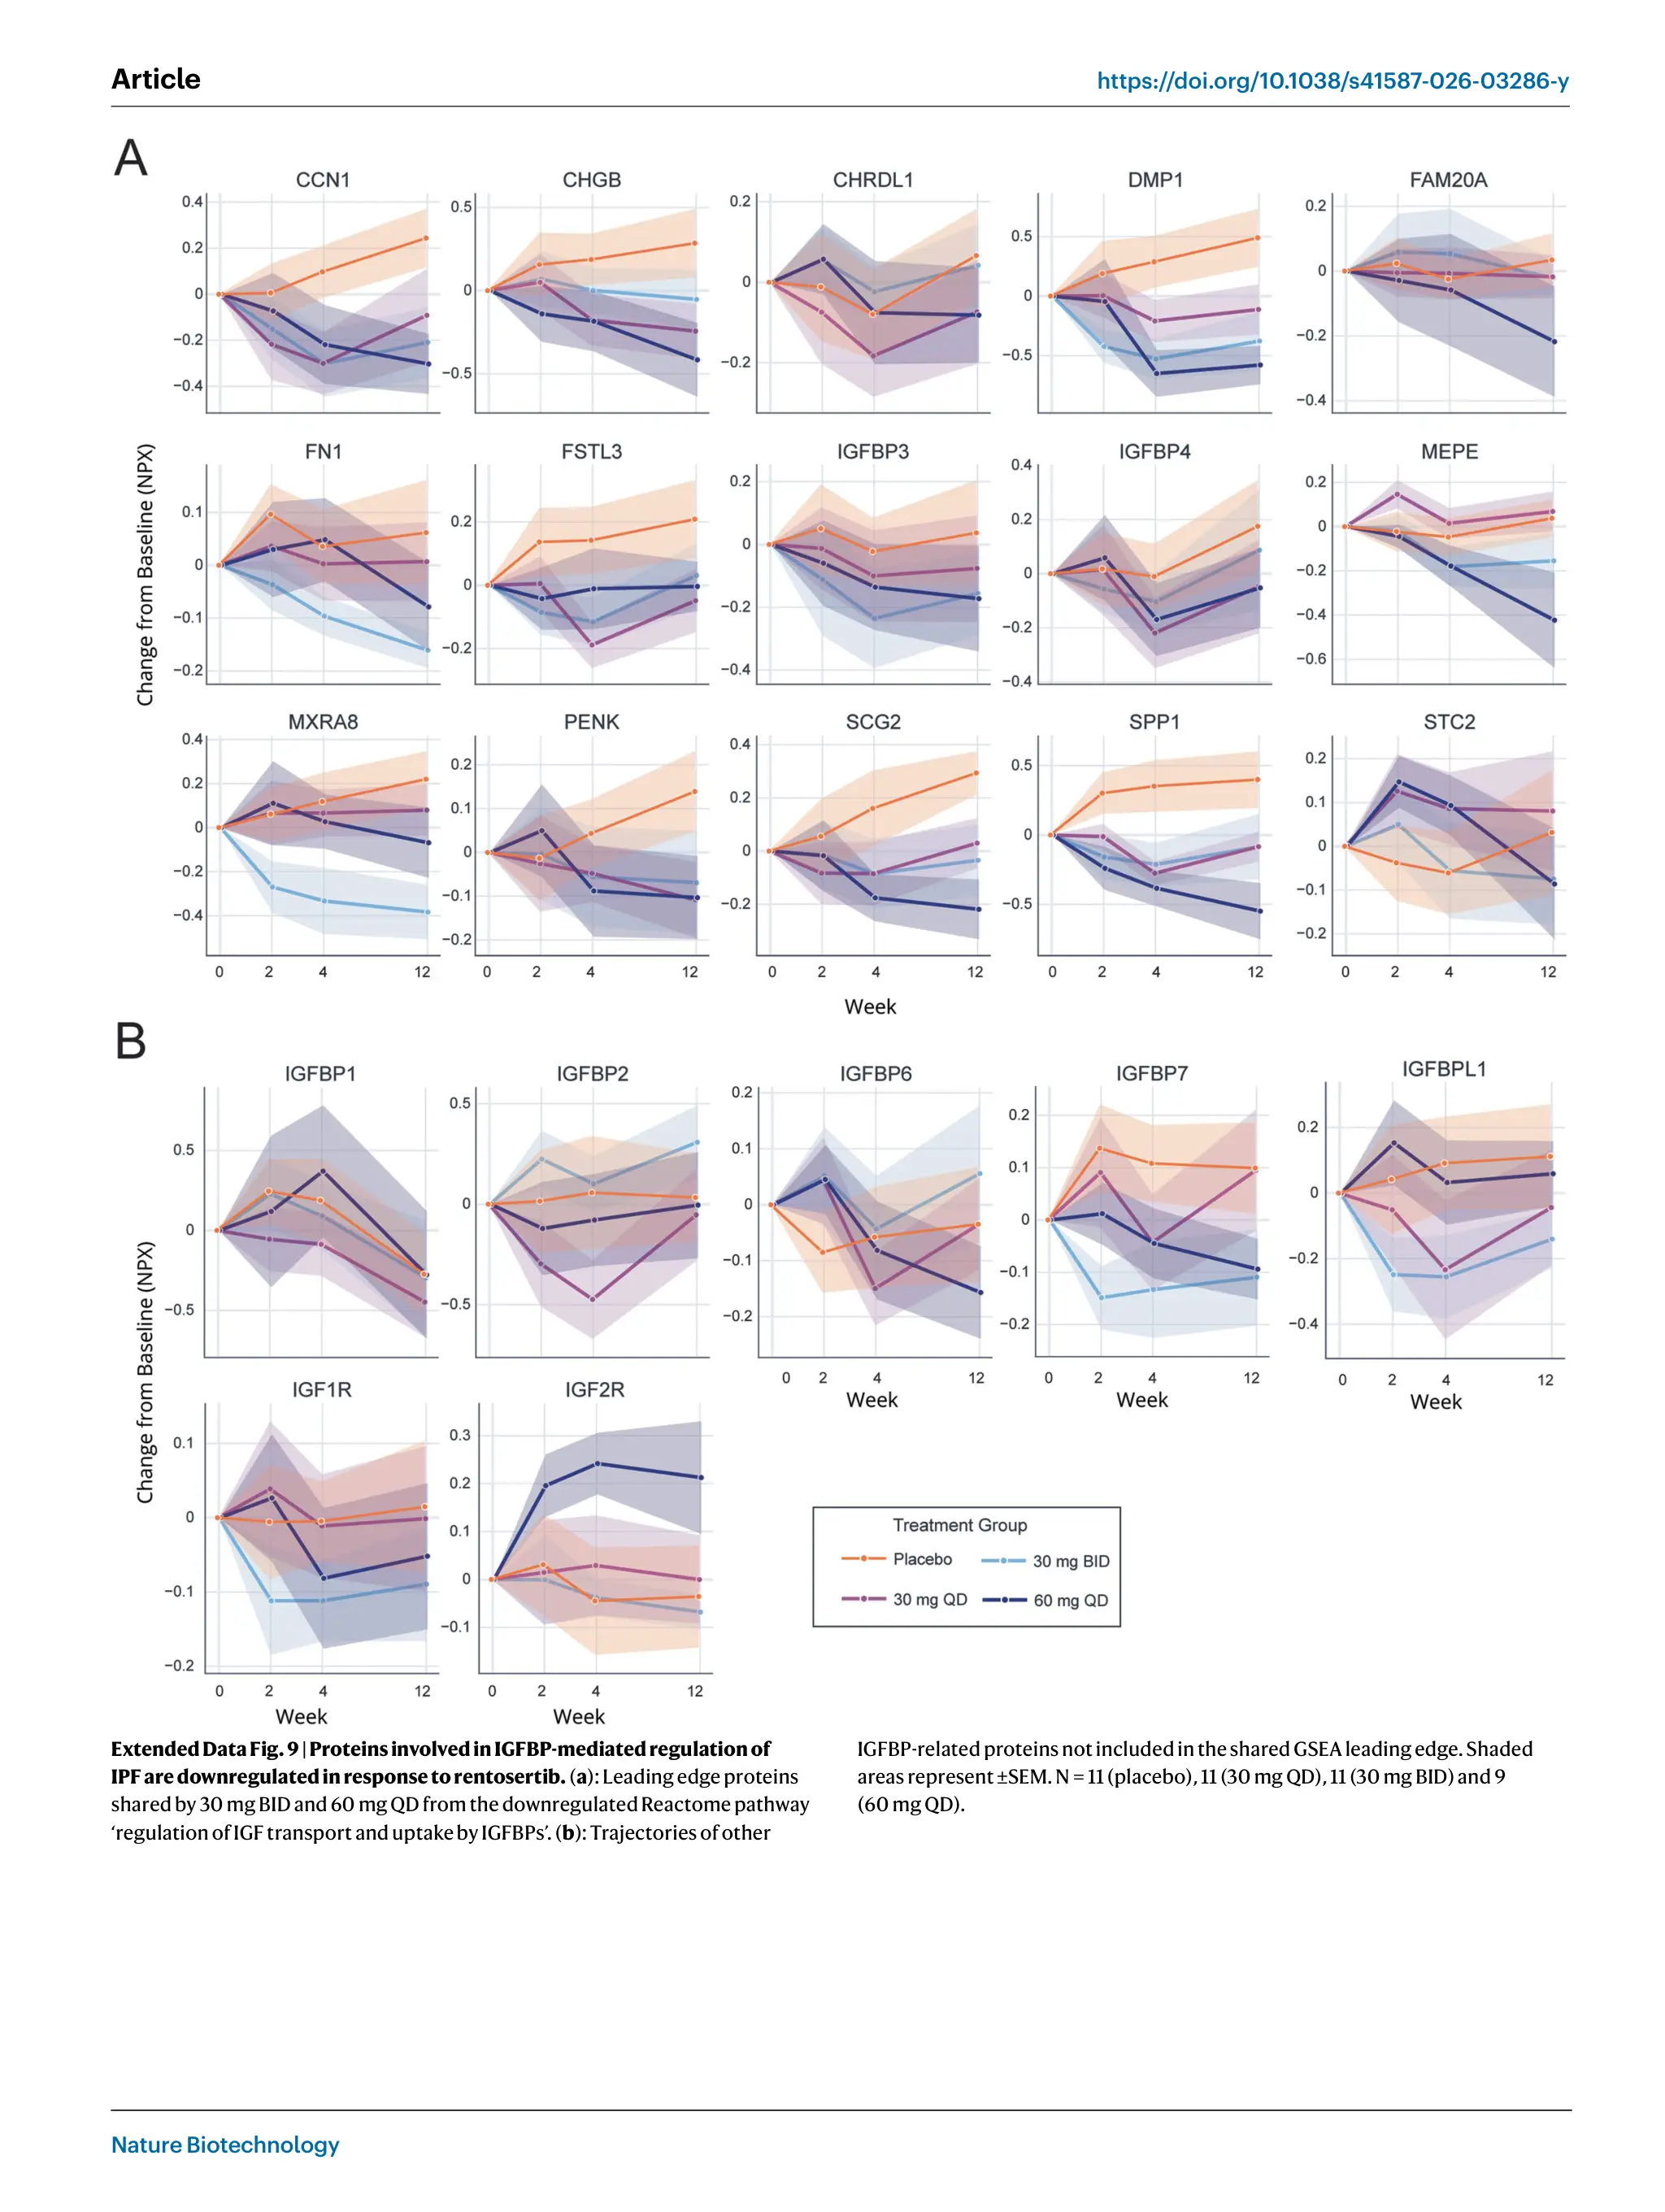 Article
https://doi.org/10.1038/s41587-026-03286-y
A
CCN1
CHGB
CHRDL1
DMP1
FAM20A
0.4
0.2
0
−0.2
−0.4
0.5
0
−0.5
0.2
0
−0.2
0.5
0
−0.5
0.2
0
−0.2
−0.4
Change from Baseline (NPX)
FN1
FSTL3
IGFBP3
IGFBP4
MEPE
0.1
0
−0.1
−0.2
0.2
0
−0.2
0.2
0
−0.2
−0.4
0.4
0.2
0
−0.2
−0.4
0.2
0
−0.2
−0.4
−0.6
MXRA8
PENK
SCG2
SPP1
STC2
0.4
0.2
0
−0.2
−0.4
0.2
0.1
0
−0.1
−0.2
0.4
0.2
0
−0.2
0.5
0
−0.5
0.2
0.1
0
−0.1
−0.2
0 2 4 12
0 2 4 12
0 2 4 12
0 2 4 12
0 2 4 12
Week
B
IGFBP1
IGFBP2
IGFBP6
IGFBP7
IGFBPL1
0.5
0
−0.5
0.5
0
−0.5
0.2
0.1
0
−0.1
−0.2
0.2
0.1
0
−0.1
−0.2
0.2
0
−0.2
−0.4
0 2 4 12
0 2 4 12
0 2 4 12
Week
Week
Week
Change from Baseline (NPX)
IGF1R
IGF2R
0.1
0
−0.1
−0.2
0.3
0.2
0.1
0
−0.1
0 2 4 12
0 2 4 12
Week
Week
Treatment Group
Placebo
30 mg BID
30 mg QD
60 mg QD
Extended Data Fig. 9 | Proteins involved in IGFBP-mediated regulation of
IPF are downregulated in response to rentosertib. (a): Leading edge proteins
shared by 30 mg BID and 60 mg QD from the downregulated Reactome pathway
‘regulation of IGF transport and uptake by IGFBPs’. (b): Trajectories of other
IGFBP-related proteins not included in the shared GSEA leading edge. Shaded
areas represent ±SEM. N = 11 (placebo), 11 (30 mg QD), 11 (30 mg BID) and 9
(60 mg QD).
Nature Biotechnology